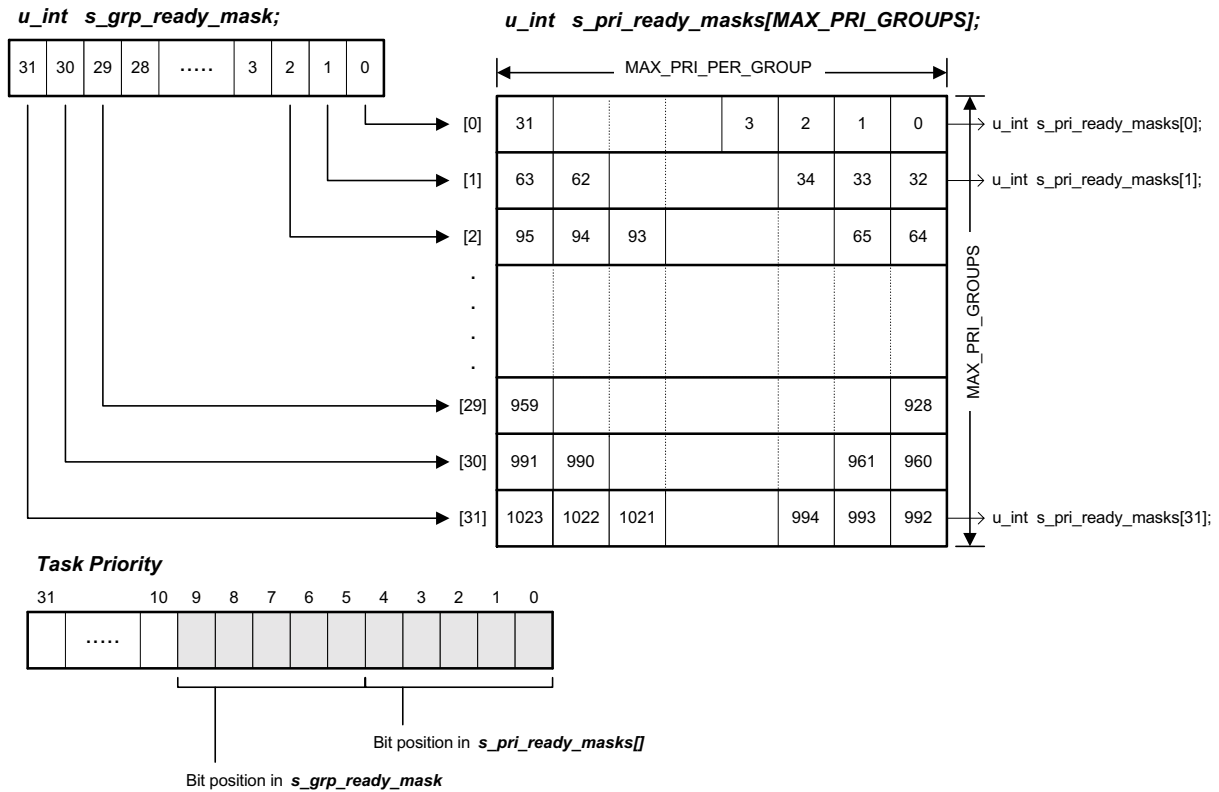 u_int s_grp_ready_mask;
31 30 29 28 ..... 3 2 1 0
u_int s_pri_ready_masks[MAX_PRI_GROUPS];
MAX_PRI_PER_GROUP
[0] 31 3 2 1 0 u_int s_pri_ready_masks[0];
[1] 63 62 34 33 32 u_int s_pri_ready_masks[1];
[2] 95 94 93 65 64
.
.
.
.
MAX_PRI_GROUPS
[29] 959 928
[30] 991 990 961 960
[31] 1023 1022 1021 994 993 992 u_int s_pri_ready_masks[31];
Task Priority
31 10 9 8 7 6 5 4 3 2 1 0
.....
Bit position in s_pri_ready_masks[]
Bit position in s_grp_ready_mask